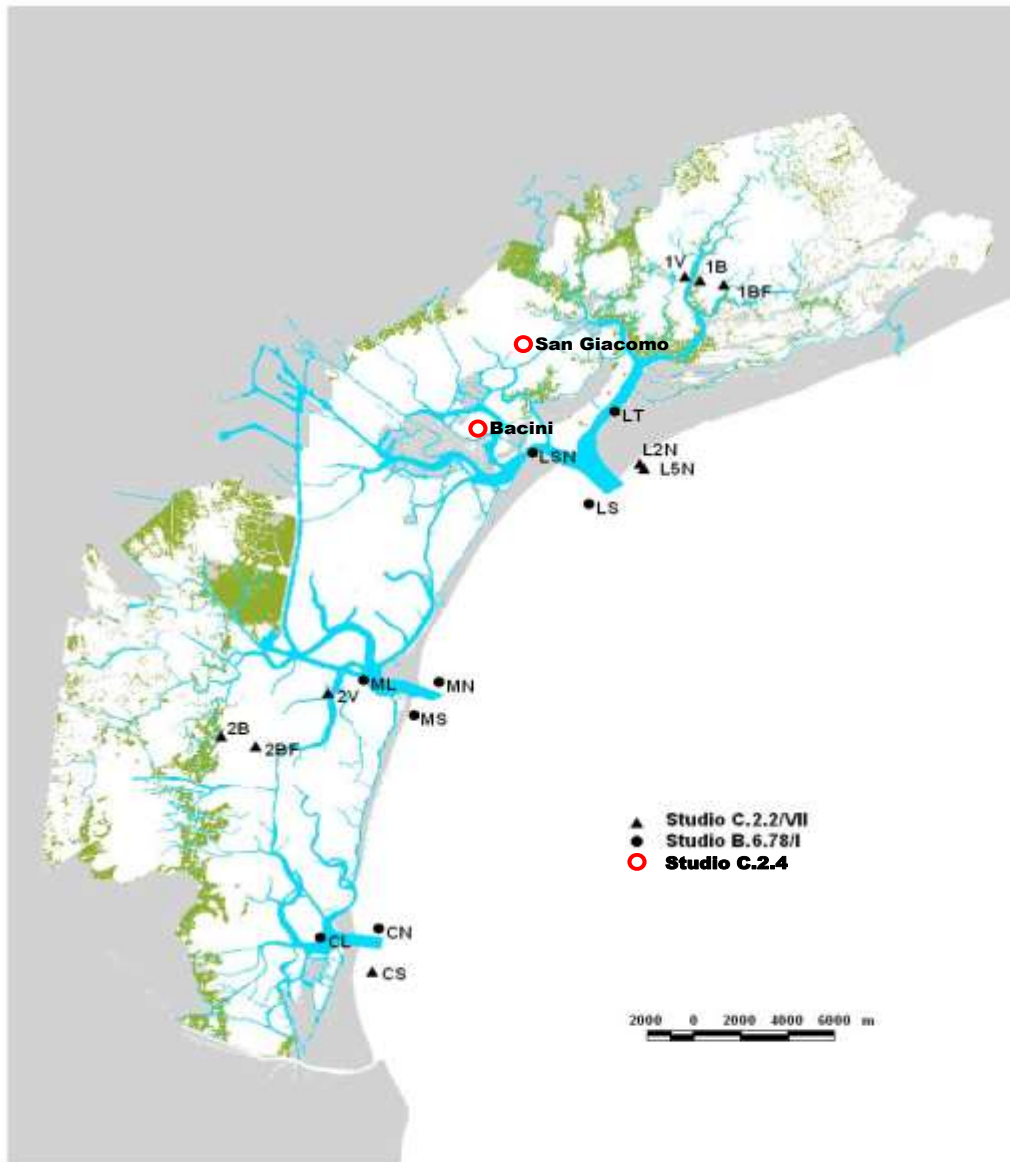 1V
1B
1BF
San Giacomo
LT
Bacini
LSN
L2N
L5N
LS
ML
MN
2V
MS
2B
2BF
Studio C.2.2/VII
Studio B.6.78/I
Studio C.2.4
CN
CL
CS
2000 0 2000 4000 6000 m